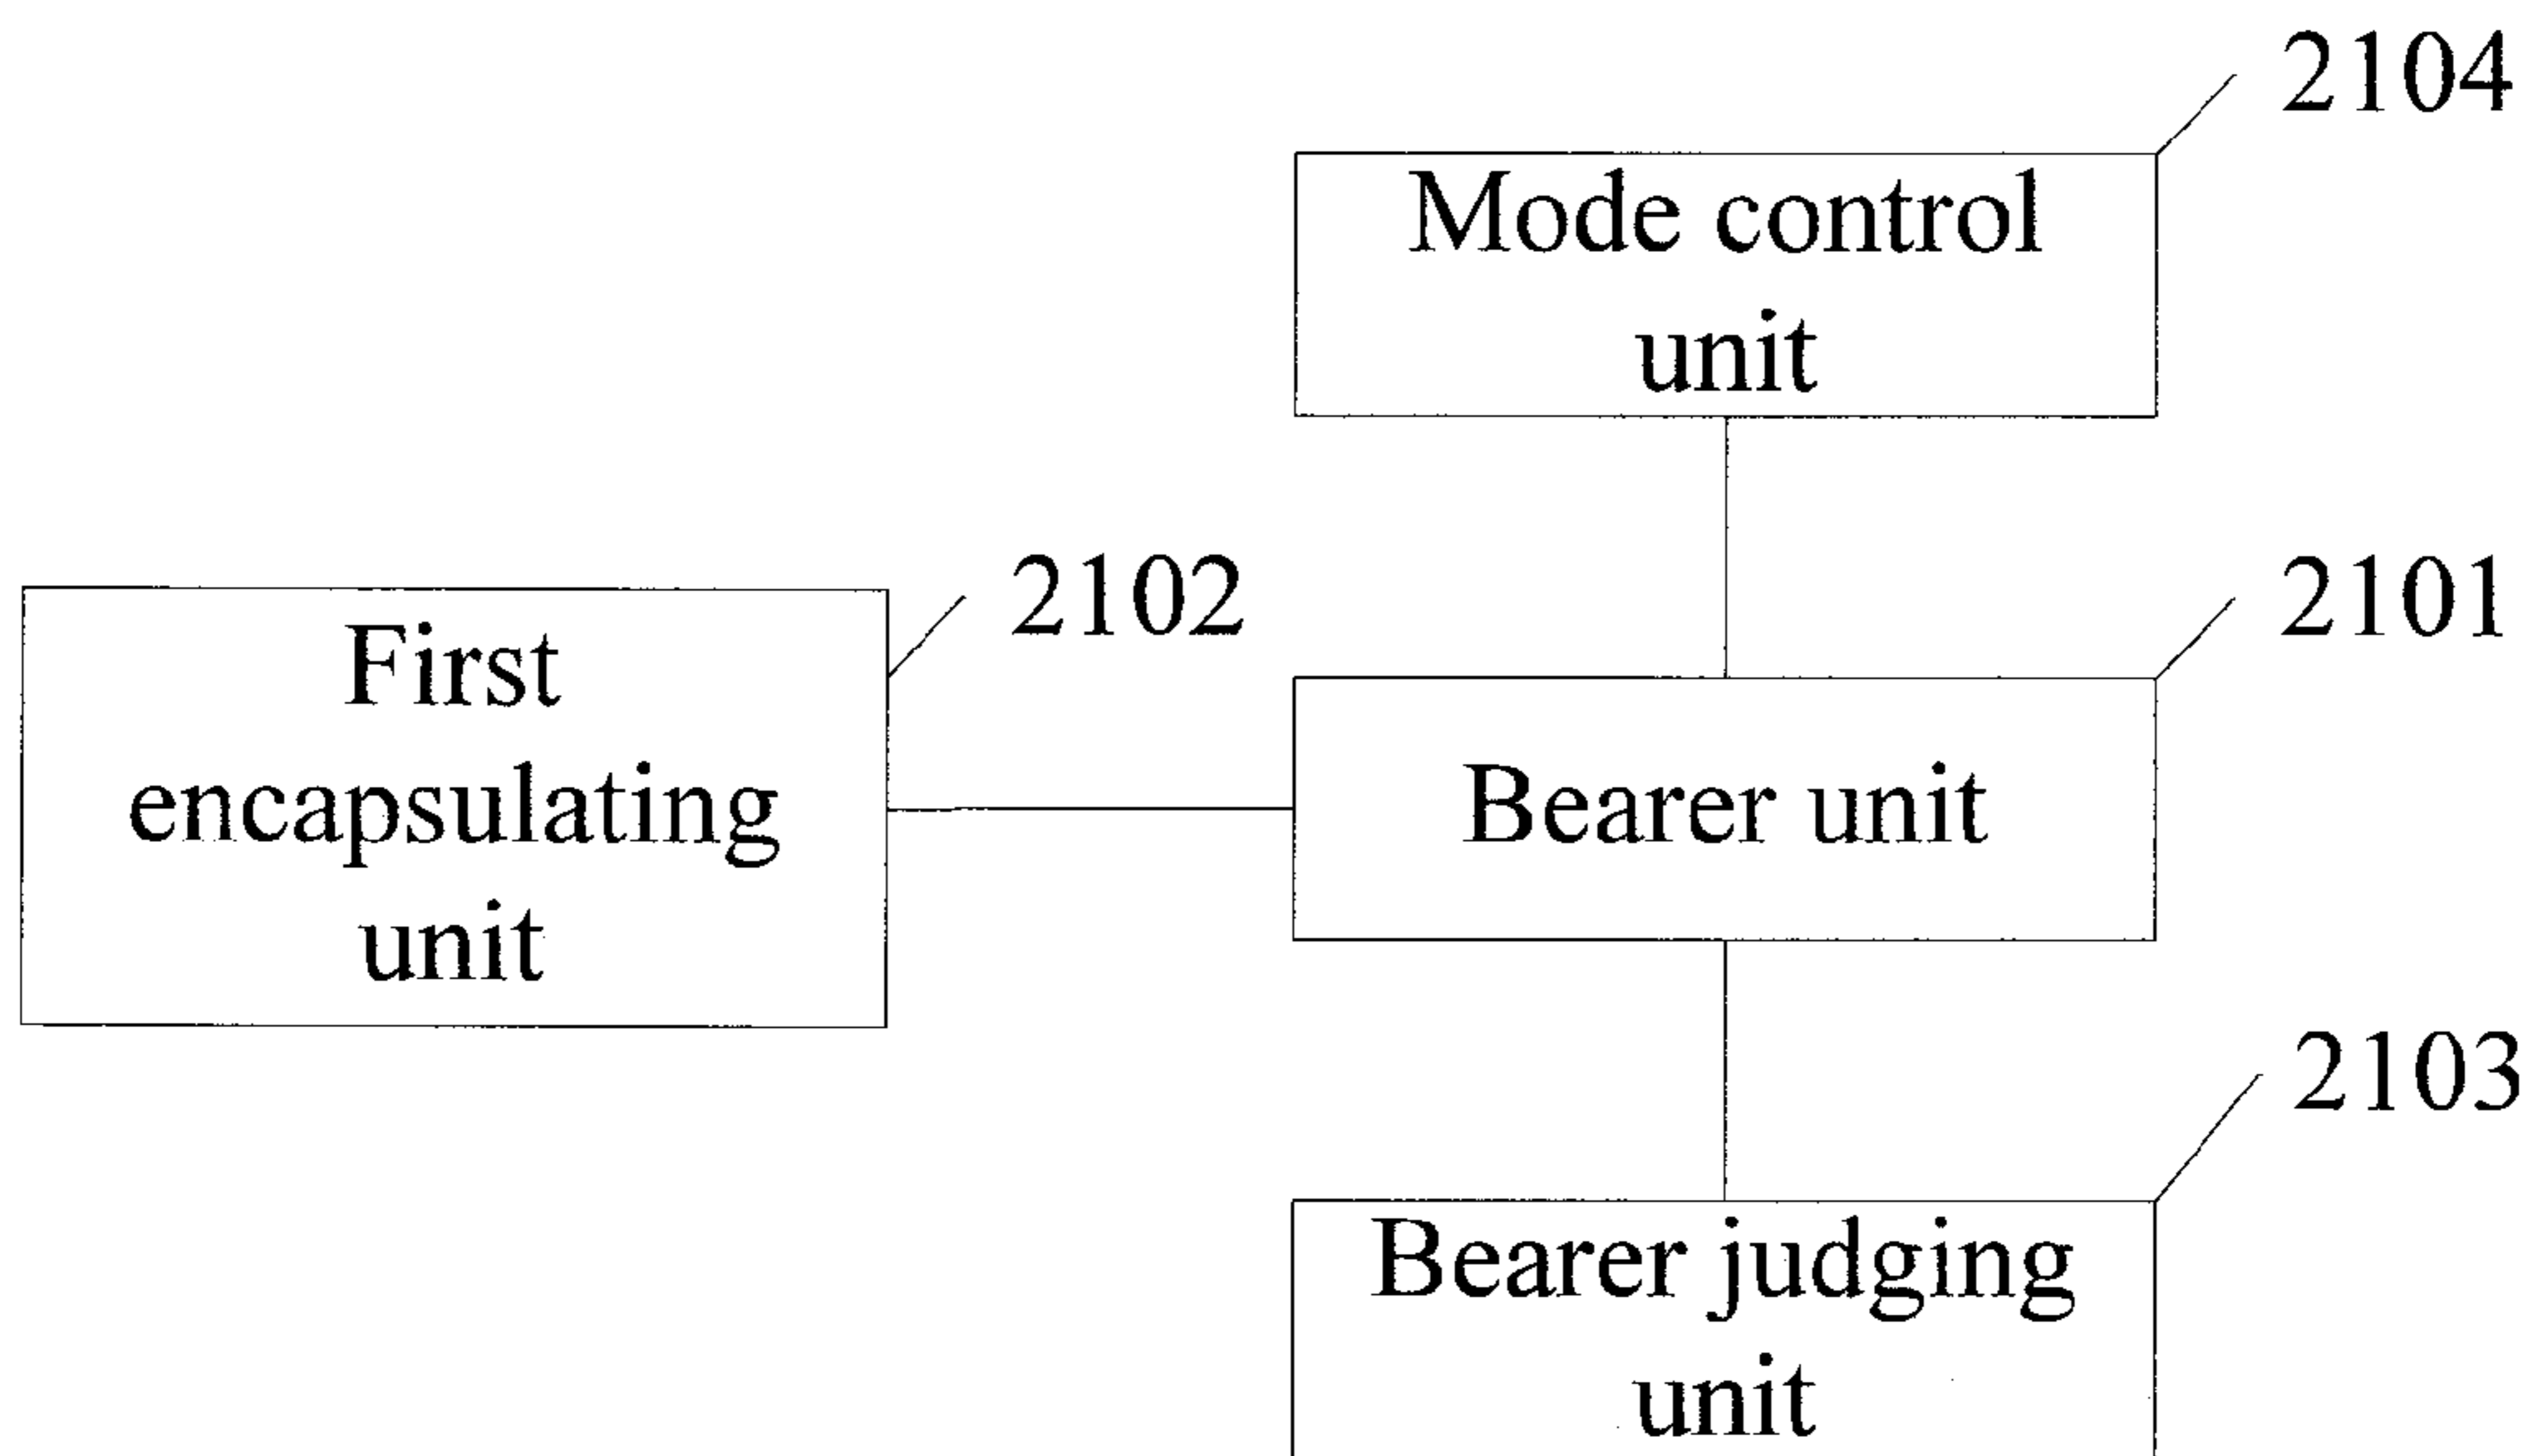 2104
Mode control
unit
2102
2101
First
encapsulating
unit
Bearer unit
2103
Bearer judging
unit